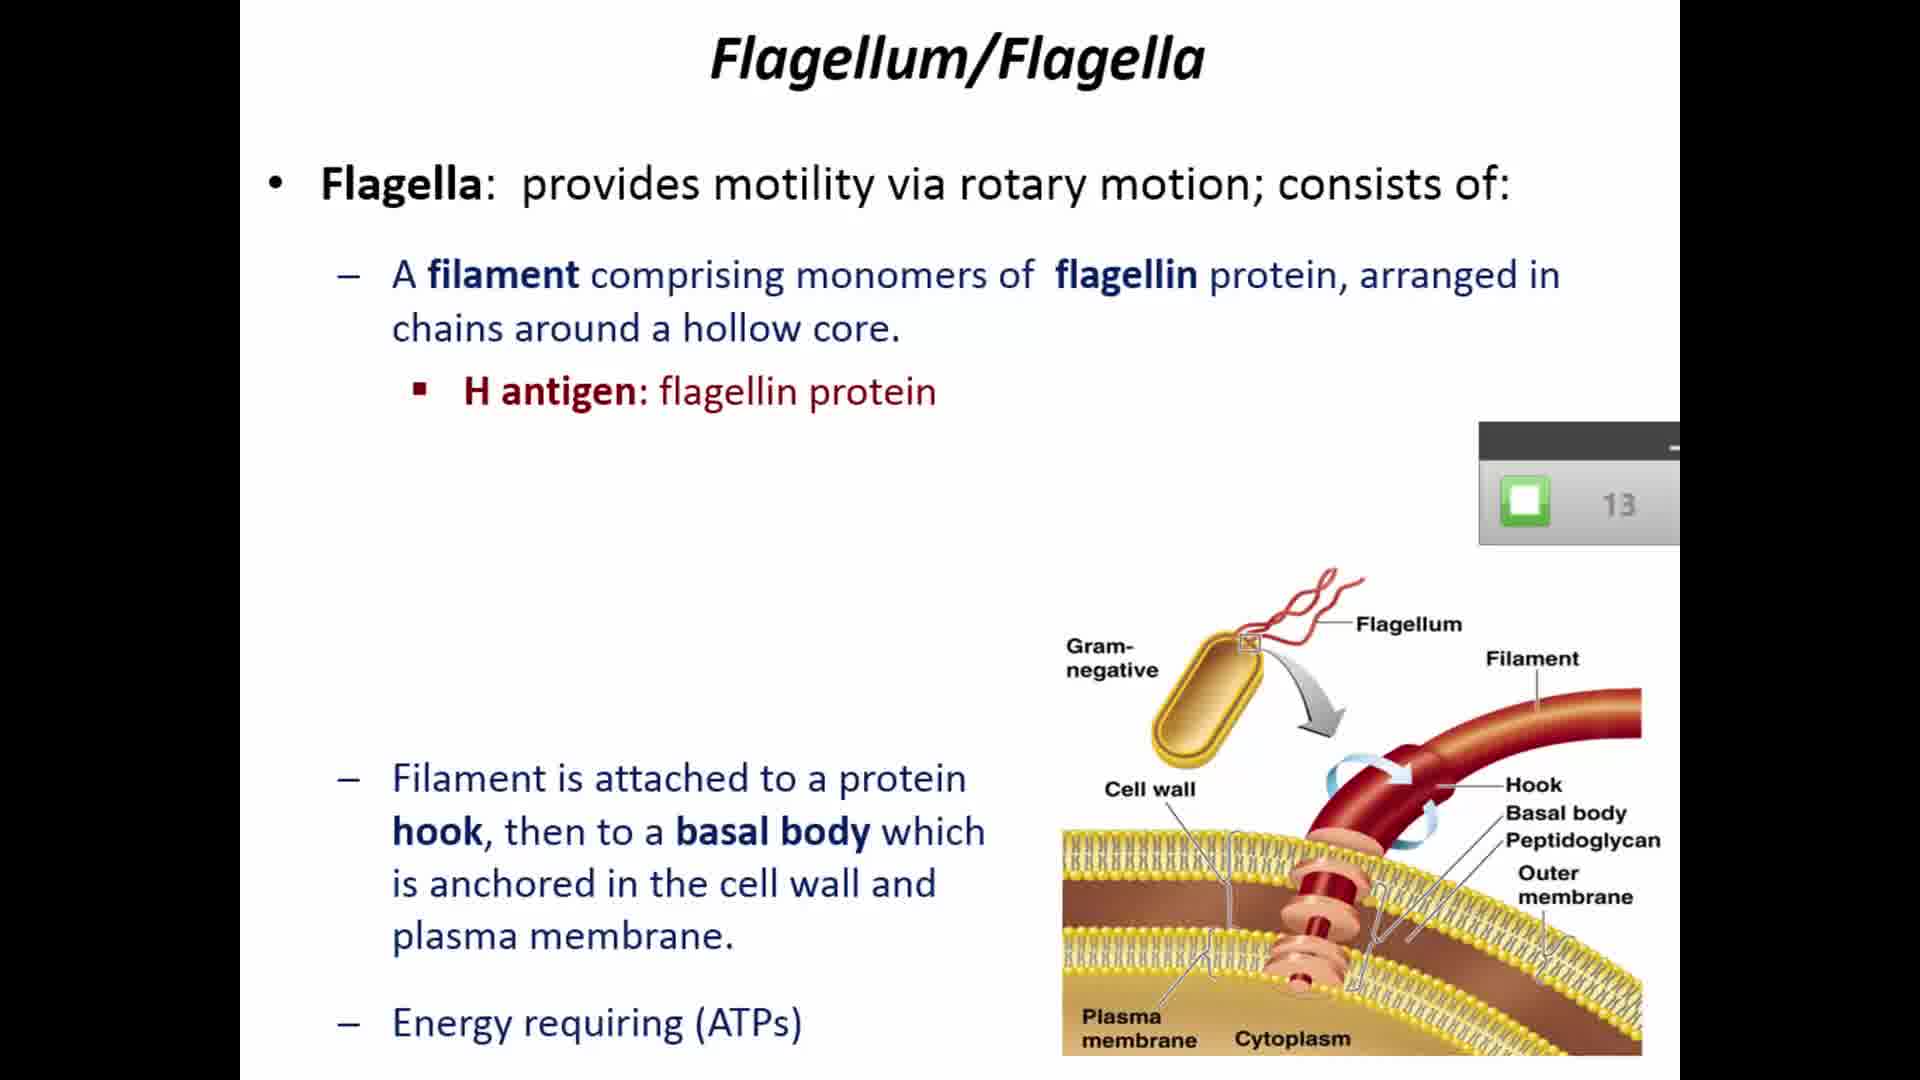 Flagellum/Flagella
• Flagella: provides motility via rotary motion; consists of:
– A filament comprising monomers of flagellin protein, arranged in
chains around a hollow core.
▪ H antigen: flagellin protein
13
Flagellum
Gram-
negative
Filament
Cell wall
Hook
Basal body
Peptidoglycan
Outer
membrane
Plasma
membrane
Cytoplasm
– Filament is attached to a protein
hook, then to a basal body which
is anchored in the cell wall and
plasma membrane.
– Energy requiring (ATPs)